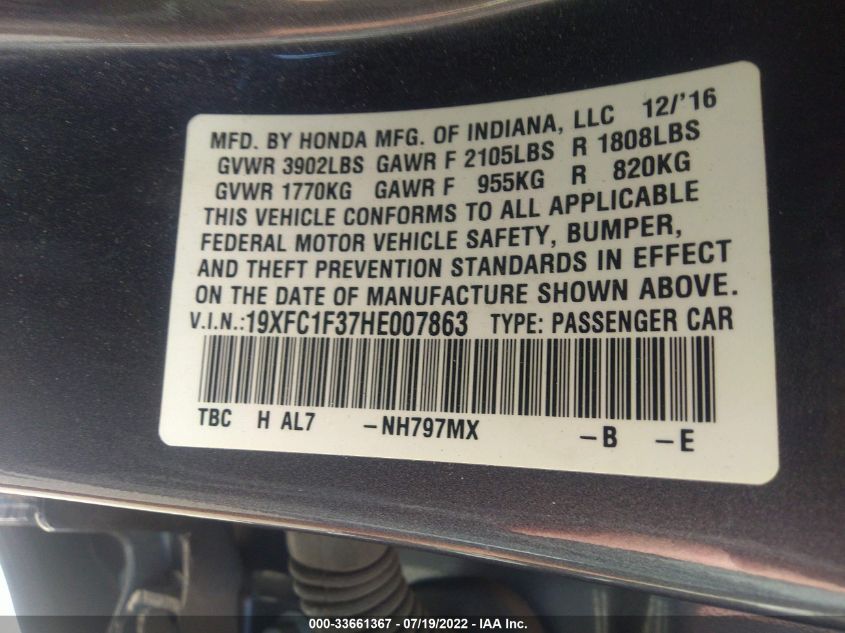 MFD. BY HONDA MFG. OF INDIANA, LLC 12/'16
GVWR 3902LBS GAWR F 2105LBS R 1808LBS
GVWR 1770KG GAWR F 955KG R 820KG
THIS VEHICLE CONFORMS TO ALL APPLICABLE
FEDERAL MOTOR VEHICLE SAFETY, BUMPER,
AND THEFT PREVENTION STANDARDS IN EFFECT
ON THE DATE OF MANUFACTURE SHOWN ABOVE.
V.I.N.:19XFC1F37HE007863 TYPE: PASSENGER CAR
TBC H AL7 -NH797MX -B -E
000-33661367 - 07/19/2022 - IAA Inc.